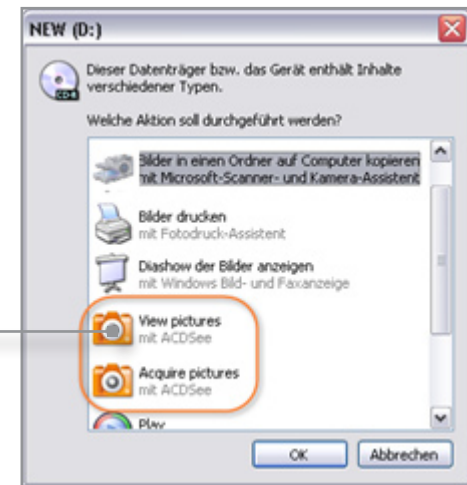 NEW (D:)
Dieser Datenträger bzw. das Gerät enthält Inhalte
verschiedener Typen.
Welche Aktion soll durchgeführt werden?
Bilder in einen Ordner auf Computer kopieren
mit Microsoft-Scanner- und Kamera-Assistent
Bilder drucken
mit Fotodruck-Assistent
Diashow der Bilder anzeigen
mit Windows Bild- und Faxanzeige
View pictures
mit ACDSee
Acquire pictures
mit ACDSee
Play
OK
Abbrechen